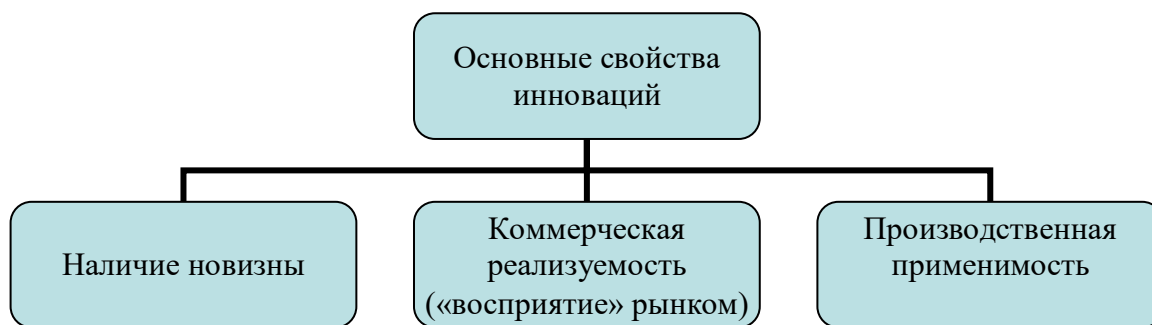 Основные свойства
инноваций
Наличие новизны
Коммерческая
реализуемость
(«восприятие» рынком)
Производственная
применимость